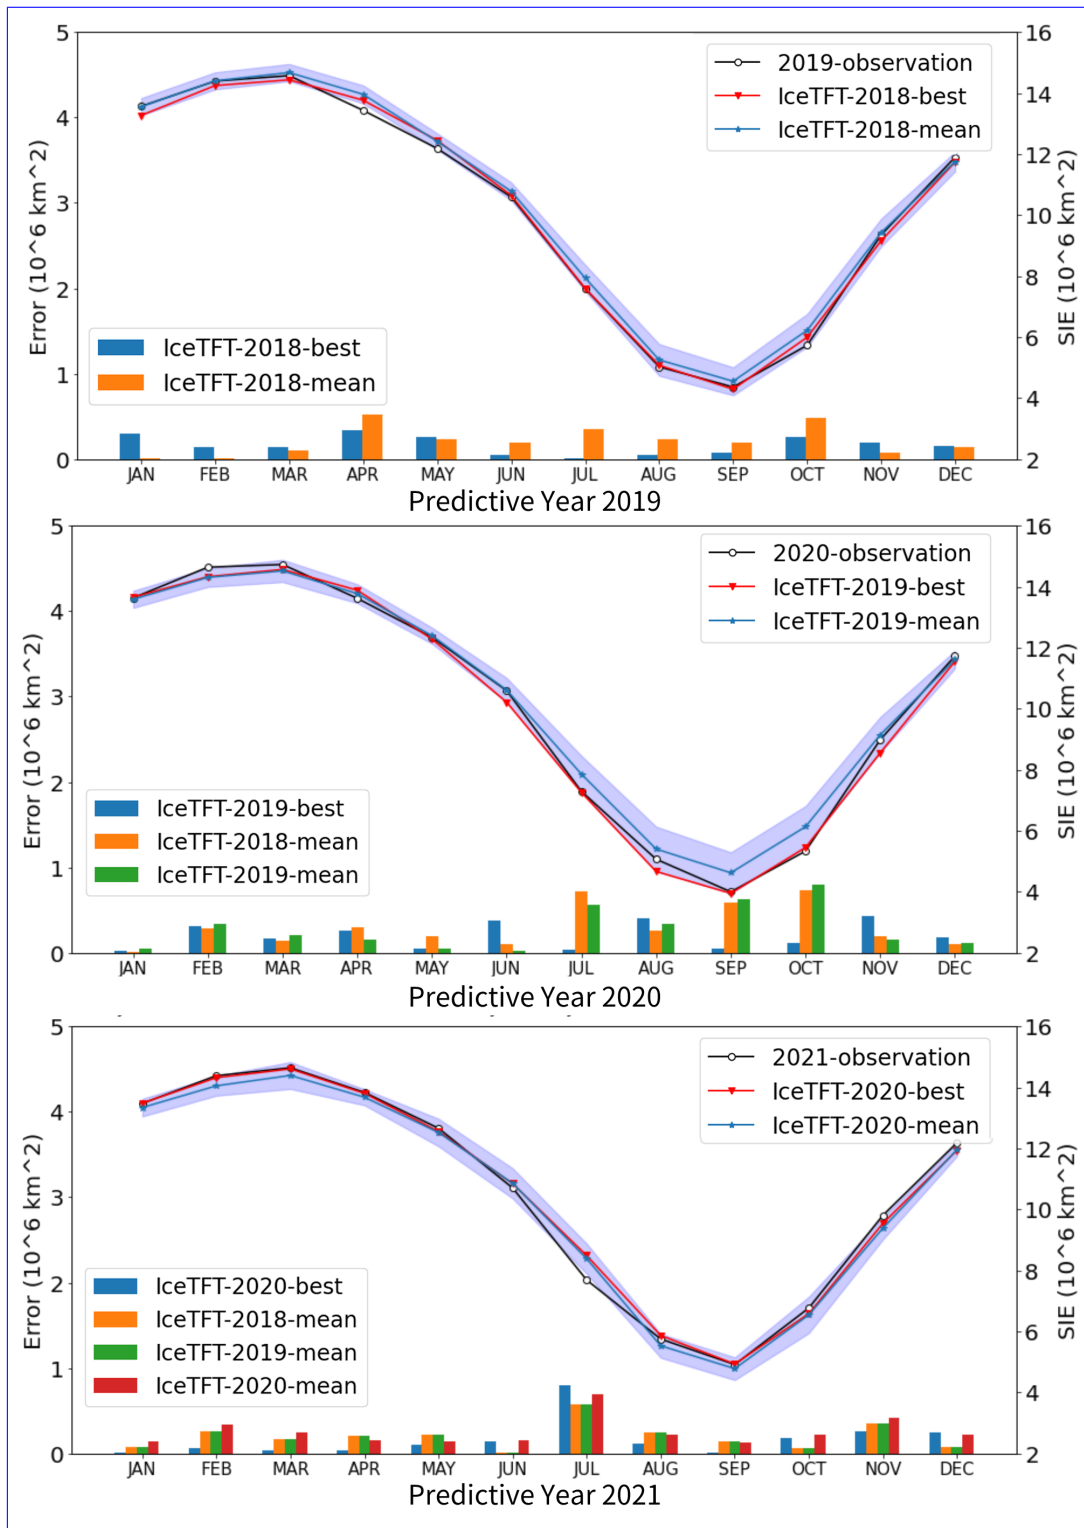 5
4
3
2
1
0
Error (10^6 km^2)
16
14
12
10
8
6
4
2
SIE (10^6 km^2)
2019-observation
IceTFT-2018-best
IceTFT-2018-mean
IceTFT-2018-best
IceTFT-2018-mean
JAN FEB MAR APR MAY JUN JUL AUG SEP OCT NOV DEC
Predictive Year 2019
5
4
3
2
1
0
Error (10^6 km^2)
16
14
12
10
8
6
4
2
SIE (10^6 km^2)
2020-observation
IceTFT-2019-best
IceTFT-2019-mean
IceTFT-2019-best
IceTFT-2018-mean
IceTFT-2019-mean
JAN FEB MAR APR MAY JUN JUL AUG SEP OCT NOV DEC
Predictive Year 2020
5
4
3
2
1
0
Error (10^6 km^2)
16
14
12
10
8
6
4
2
SIE (10^6 km^2)
2021-observation
IceTFT-2020-best
IceTFT-2020-mean
IceTFT-2020-best
IceTFT-2018-mean
IceTFT-2019-mean
IceTFT-2020-mean
JAN FEB MAR APR MAY JUN JUL AUG SEP OCT NOV DEC
Predictive Year 2021